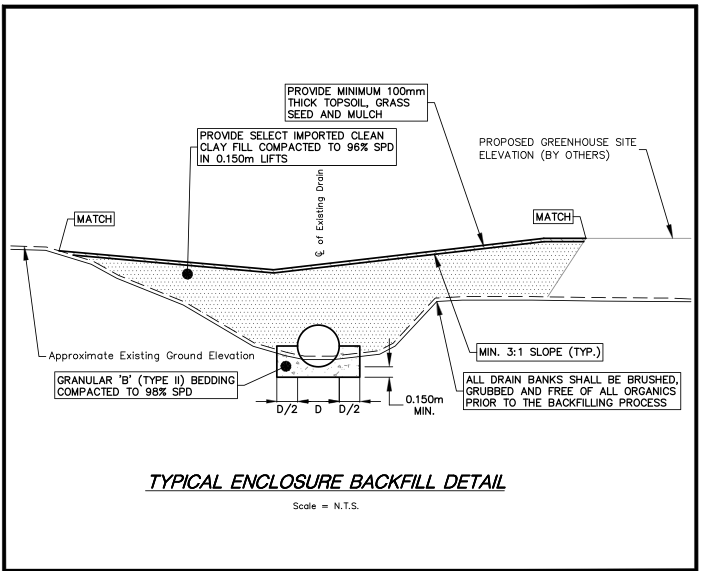 PROVIDE MINIMUM 100mm
THICK TOPSOIL, GRASS
SEED AND MULCH
PROVIDE SELECT IMPORTED CLEAN
CLAY FILL COMPACTED TO 96% SPD
IN 0.150m LIFTS
PROPOSED GREENHOUSE SITE
ELEVATION (BY OTHERS)
℄ of Existing Drain
MATCH
MATCH
Approximate Existing Ground Elevation
MIN. 3:1 SLOPE (TYP.)
GRANULAR 'B' (TYPE II) BEDDING
COMPACTED TO 98% SPD
ALL DRAIN BANKS SHALL BE BRUSHED,
GRUBBED AND FREE OF ALL ORGANICS
PRIOR TO THE BACKFILLING PROCESS
D/2 D D/2
0.150m
MIN.
TYPICAL ENCLOSURE BACKFILL DETAIL
Scale = N.T.S.